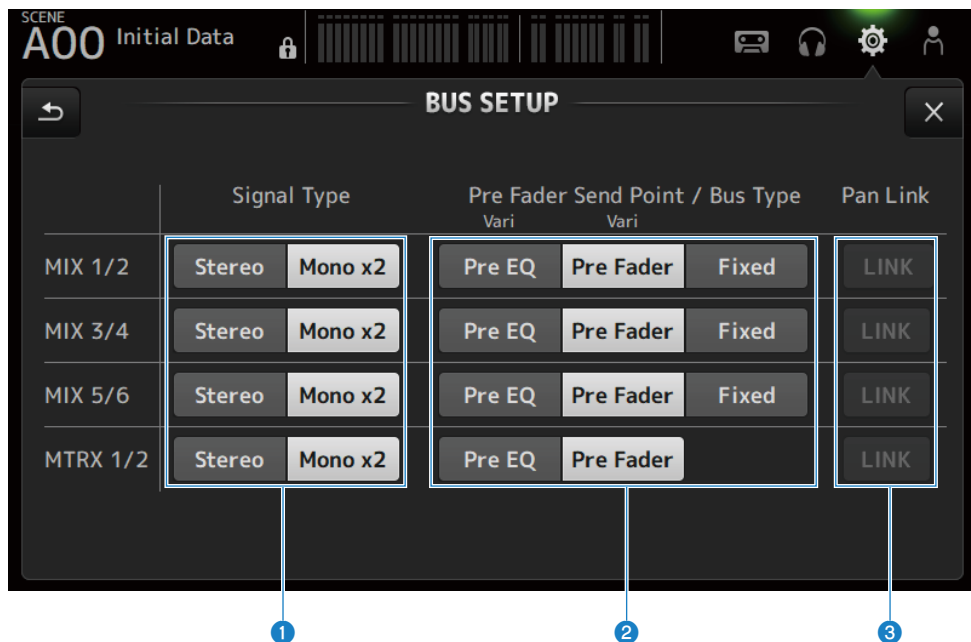 SCENE
A00 Initial Data
BUS SETUP
Signal Type Pre Fader Send Point / Bus Type Pan Link
Vari Vari
MIX 1/2 Stereo Mono x2 Pre EQ Pre Fader Fixed LINK
MIX 3/4 Stereo Mono x2 Pre EQ Pre Fader Fixed LINK
MIX 5/6 Stereo Mono x2 Pre EQ Pre Fader Fixed LINK
MTRX 1/2 Stereo Mono x2 Pre EQ Pre Fader LINK
1 2 3